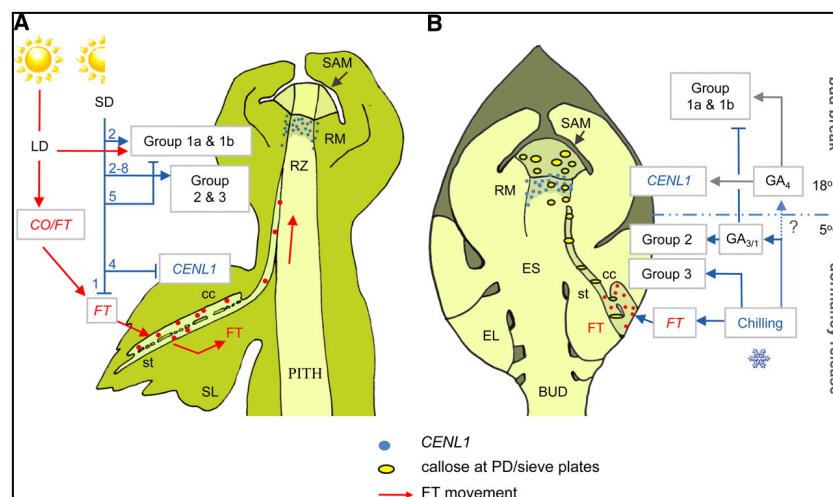 A
SD
LD
2
Group 1a & 1b
2-8
Group
2 & 3
5
CO/FT
4
CENL1
1
FT
cc
st
FT
SL
SAM
RM
RZ
PITH
B
SAM
RM
ES
EL
BUD
cc
st
FT
Group
1a & 1b
CENL1
GA4
18º
5º
?
Group 2
GA3/1
Group 3
FT
Chilling
CENL1
callose at PD/sieve plates
FT movement